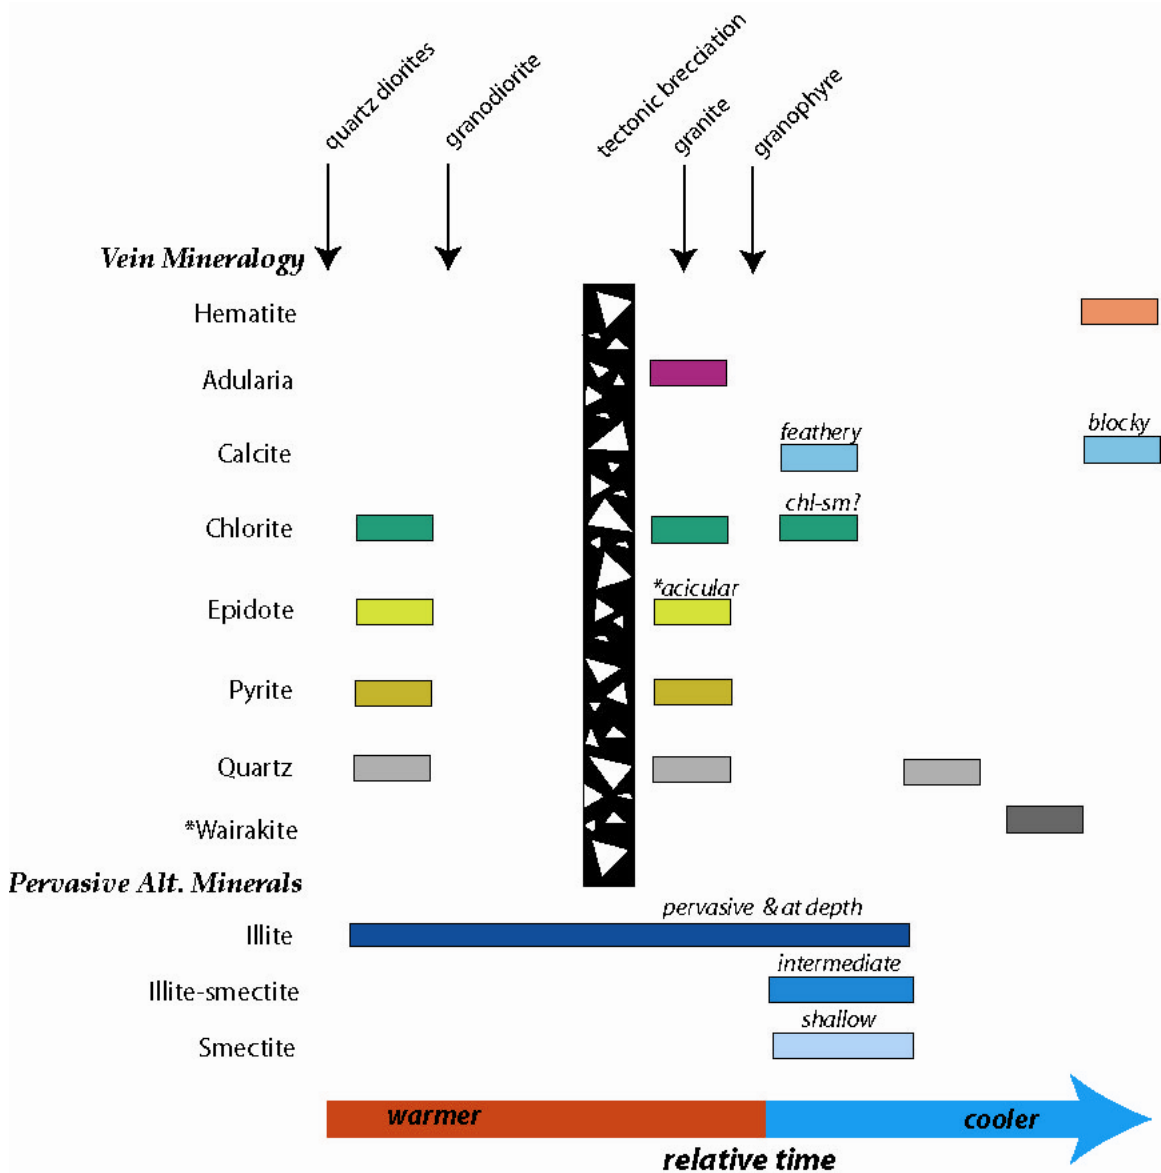 quartz diorites
granodiorite
tectonic brecciation
granite
granophyre
Vein Mineralogy
Hematite
Adularia
Calcite
feathery
blocky
Chlorite
chl-sm?
Epidote
*acicular
Pyrite
Quartz
*Wairakite
Pervasive Alt. Minerals
pervasive & at depth
Illite
intermediate
Illite-smectite
shallow
Smectite
warmer
cooler
relative time